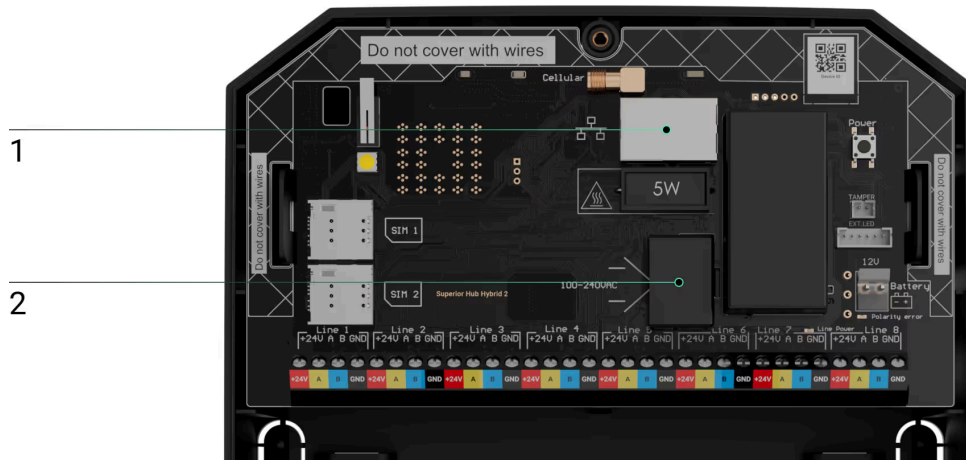 Do not cover with wires
Cellular
1
Power
5W
Do not cover with wires
Do not cover with wires
TAMPER
EXT.LED
SIM 1
12V
2
SIM 2
Superior Hub Hybrid 2
100-240VAC
Battery
Polarity error
Line 1 Line 2 Line 3 Line 4 Line 5 Line 6 Line 7 Line Power Line 8
+24V A B GND +24V A B GND +24V A B GND +24V A B GND +24V A B GND +24V A B GND +24V A B GND +24V A B GND
+24V A B GND +24V A B GND +24V A B GND +24V A B GND +24V A B GND +24V A B GND +24V A B GND +24V A B GND